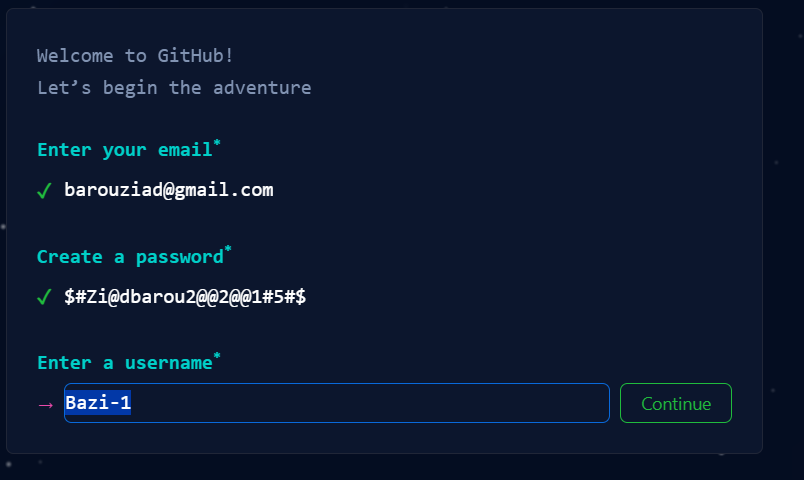 Welcome to GitHub!
Let’s begin the adventure
Enter your email*
✓ barouziad@gmail.com
Create a password*
✓ $#Zi@dbarou2@@2@@1#5#$
Enter a username*
→ Bazi-1
Continue